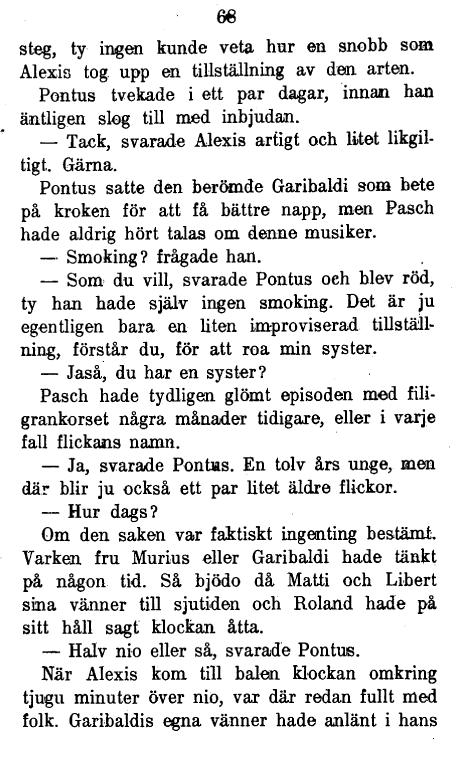 68
steg, ty ingen kunde veta hur en snobb som
Alexis tog upp en tillställning av den arten.
Pontus tvekade i ett par dagar, innan han
äntligen slog till med inbjudan.
— Tack, svarade Alexis artigt och litet likgil-
tigt. Gärna.
Pontus satte den berömde Garibaldi som bete
på kroken för att få bättre napp, men Pasch
hade aldrig hört talas om denne musiker.
— Smoking? frågade han.
— Som du vill, svarade Pontus och blev röd,
ty han hade själv ingen smoking. Det är ju
egentligen bara en liten improviserad tillställ-
ning, förstår du, för att roa min syster.
— Jaså, du har en syster?
Pasch hade tydligen glömt episoden med fili-
grankorset några månader tidigare, eller i varje
fall flickans namn.
— Ja, svarade Pontus. En tolv års unge, men
där blir ju också ett par litet äldre flickor.
— Hur dags?
Om den saken var faktiskt ingenting bestämt.
Varken fru Murius eller Garibaldi hade tänkt
på någon tid. Så bjödo då Matti och Libert
sina vänner till sjutiden och Roland hade på
sitt håll sagt klockan åtta.
— Halv nio eller så, svarade Pontus.
När Alexis kom till balen klockan omkring
tjugu minuter över nio, var där redan fullt med
folk. Garibaldis egna vänner hade anlänt i hans